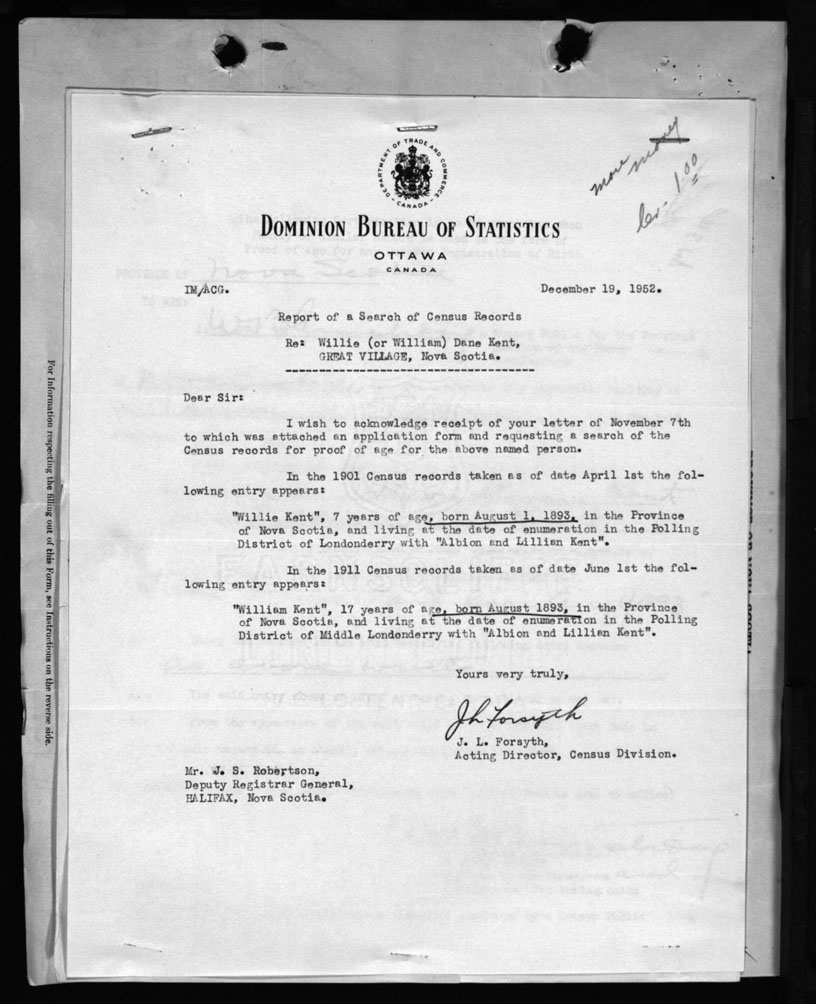 more money
1.00
DEPARTMENT OF TRADE AND COMMERCE
CANADA
DOMINION BUREAU OF STATISTICS
OTTAWA
CANADA
IM/ACG.
December 19, 1952.
Report of a Search of Census Records
Re: Willie (or William) Dane Kent,
GREAT VILLAGE, Nova Scotia.
Dear Sir:
I wish to acknowledge receipt of your letter of November 7th
to which was attached an application form and requesting a search of the
Census records for proof of age for the above named person.
In the 1901 Census records taken as of date April 1st the fol-
lowing entry appears:
"Willie Kent", 7 years of age, born August 1, 1893, in the Province
of Nova Scotia, and living at the date of enumeration in the Polling
District of Londonderry with "Albion and Lillian Kent".
In the 1911 Census records taken as of date June 1st the fol-
lowing entry appears:
"William Kent", 17 years of age, born August 1893, in the Province
of Nova Scotia, and living at the date of enumeration in the Polling
District of Middle Londonderry with "Albion and Lillian Kent".
Yours very truly,
J L Forsyth
J. L. Forsyth,
Acting Director, Census Division.
Mr. J. S. Robertson,
Deputy Registrar General,
HALIFAX, Nova Scotia.
For Information respecting the filling out of this Form, see Instructions on the reverse side.